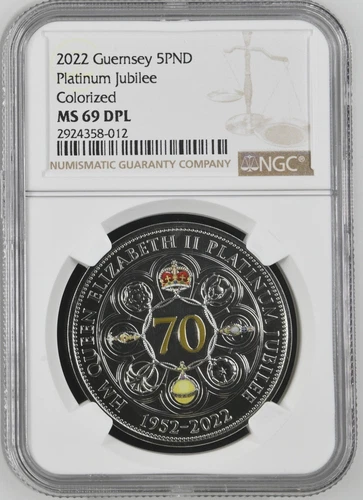 2022 Guernsey 5PND
Platinum Jubilee
Colorized
MS 69 DPL
2924358-012
NUMISMATIC GUARANTY COMPANY
NGC®
HM QUEEN ELIZABETH II PLATINUM JUBILEE
70
1952-2022